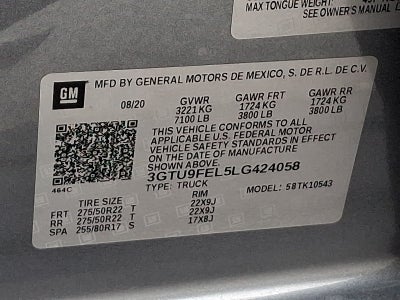 MAX TONGUE WEIGHT:
SEE OWNER'S MANUAL
GM
MFD BY GENERAL MOTORS DE MEXICO, S. DE R.L. DE C.V.
08/20 GVWR GAWR FRT GAWR RR
3221 KG 1724 KG 1724 KG
7100 LB 3800 LB 3800 LB
THIS VEHICLE CONFORMS TO ALL
APPLICABLE U.S. FEDERAL MOTOR
VEHICLE SAFETY STANDARDS IN EFFECT
ON THE DATE OF MANUFACTURE
SHOWN ABOVE.
3GTU9FEL5LG424058
464C TYPE: TRUCK MODEL: 58TK10543
TIRE SIZE RIM
FRT 275/50R22 T 22X9J
RR 275/50R22 T 22X9J
SPA 255/80R17 S 17X8J